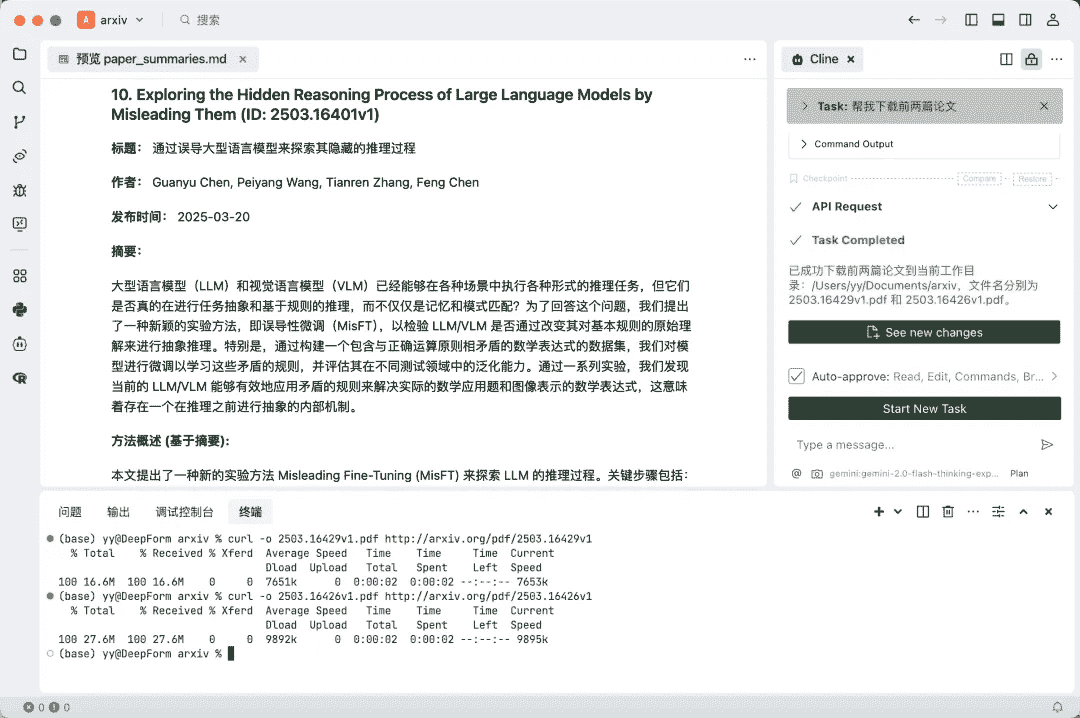 A arxiv
搜索
预览 paper_summaries.md
10. Exploring the Hidden Reasoning Process of Large Language Models by
Misleading Them (ID: 2503.16401v1)
标题： 通过误导大型语言模型来探索其隐藏的推理过程
作者： Guanyu Chen, Peiyang Wang, Tianren Zhang, Feng Chen
发布时间： 2025-03-20
摘要：
大型语言模型（LLM）和视觉语言模型（VLM）已经能够在各种场景中执行各种形式的推理任务，但它们
是否真的在进行任务抽象和基于规则的推理，而不仅仅是记忆和模式匹配？为了回答这个问题，我们提出
了一种新颖的实验方法，即误导性微调（MisFT），以检验 LLM/VLM 是否通过改变其对基本规则的原始理
解来进行抽象推理。特别是，通过构建一个包含与正确运算原则相矛盾的数学表达式的数据集，我们对模
型进行微调以学习这些矛盾的规则，并评估其在不同测试领域中的泛化能力。通过一系列实验，我们发现
当前的 LLM/VLM 能够有效地应用矛盾的规则来解决实际的数学应用题和图像表示的数学表达式，这意味
着存在一个在推理之前进行抽象的内部机制。
方法概述 (基于摘要):
本文提出了一种新的实验方法 Misleading Fine-Tuning (MisFT) 来探索 LLM 的推理过程。关键步骤包括：
Cline
Task: 帮我下载前两篇论文
Command Output
Checkpoint
Compare
Restore
API Request
Task Completed
已成功下载前两篇论文到当前工作目
录：/Users/yy/Documents/arxiv，文件名分别为
2503.16429v1.pdf 和 2503.16426v1.pdf。
See new changes
Auto-approve: Read, Edit, Commands, Br...
Start New Task
Type a message...
@ gemini:gemini-2.0-flash-thinking-exp... Plan
问题 输出 调试控制台 终端
(base) yy@DeepForm arxiv % curl -o 2503.16429v1.pdf http://arxiv.org/pdf/2503.16429v1
% Total % Received % Xferd Average Speed Time Time Time Current
Dload Upload Total Spent Left Speed
100 16.6M 100 16.6M 0 0 7651k 0 0:00:02 0:00:02 --:--:-- 7653k
(base) yy@DeepForm arxiv % curl -o 2503.16426v1.pdf http://arxiv.org/pdf/2503.16426v1
% Total % Received % Xferd Average Speed Time Time Time Current
Dload Upload Total Spent Left Speed
100 27.6M 100 27.6M 0 0 9892k 0 0:00:02 0:00:02 --:--:-- 9895k
(base) yy@DeepForm arxiv %
0 0